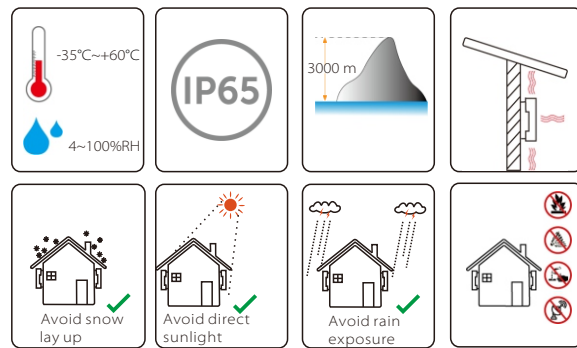 -35°C~+60°C
4~100%RH
IP65
3000 m
Avoid snow
lay up
Avoid direct
sunlight
Avoid rain
exposure